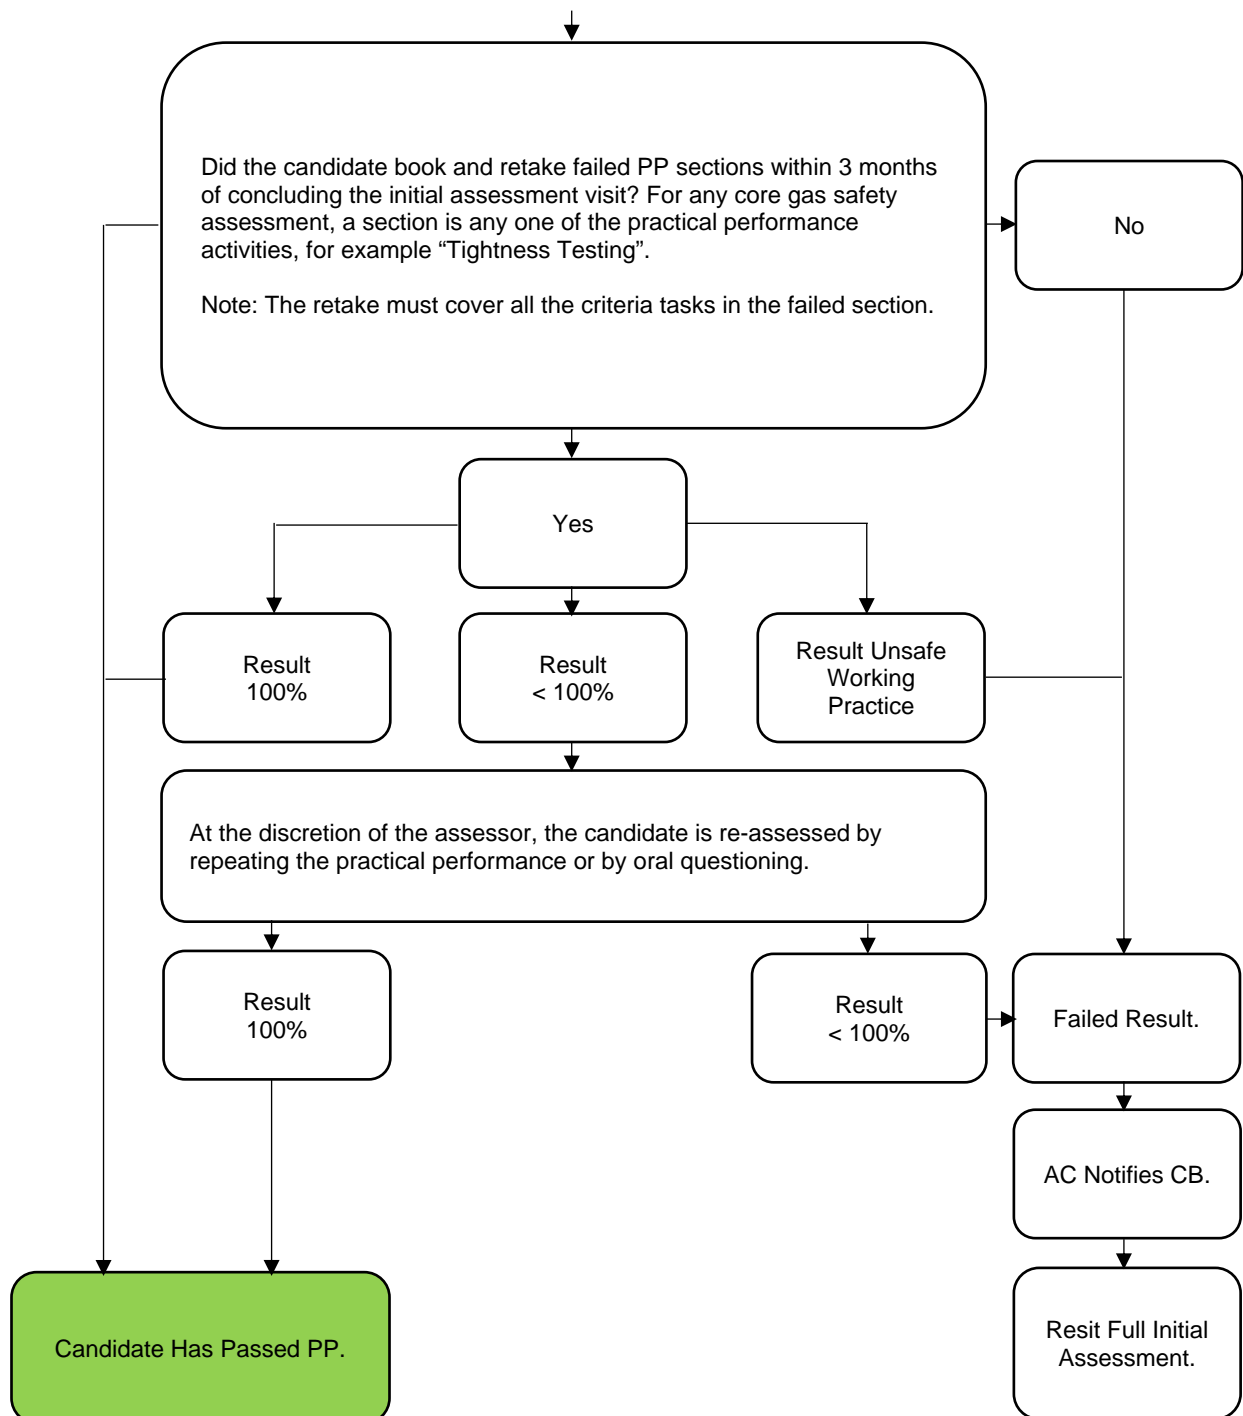 Did the candidate book and retake failed PP sections within 3 months
of concluding the initial assessment visit? For any core gas safety
assessment, a section is any one of the practical performance
activities, for example “Tightness Testing”.
Note: The retake must cover all the criteria tasks in the failed section.
No
Yes
Result
100%
Result
< 100%
Result Unsafe
Working
Practice
At the discretion of the assessor, the candidate is re-assessed by
repeating the practical performance or by oral questioning.
Result
100%
Result
< 100%
Failed Result.
AC Notifies CB.
Candidate Has Passed PP.
Resit Full Initial
Assessment.